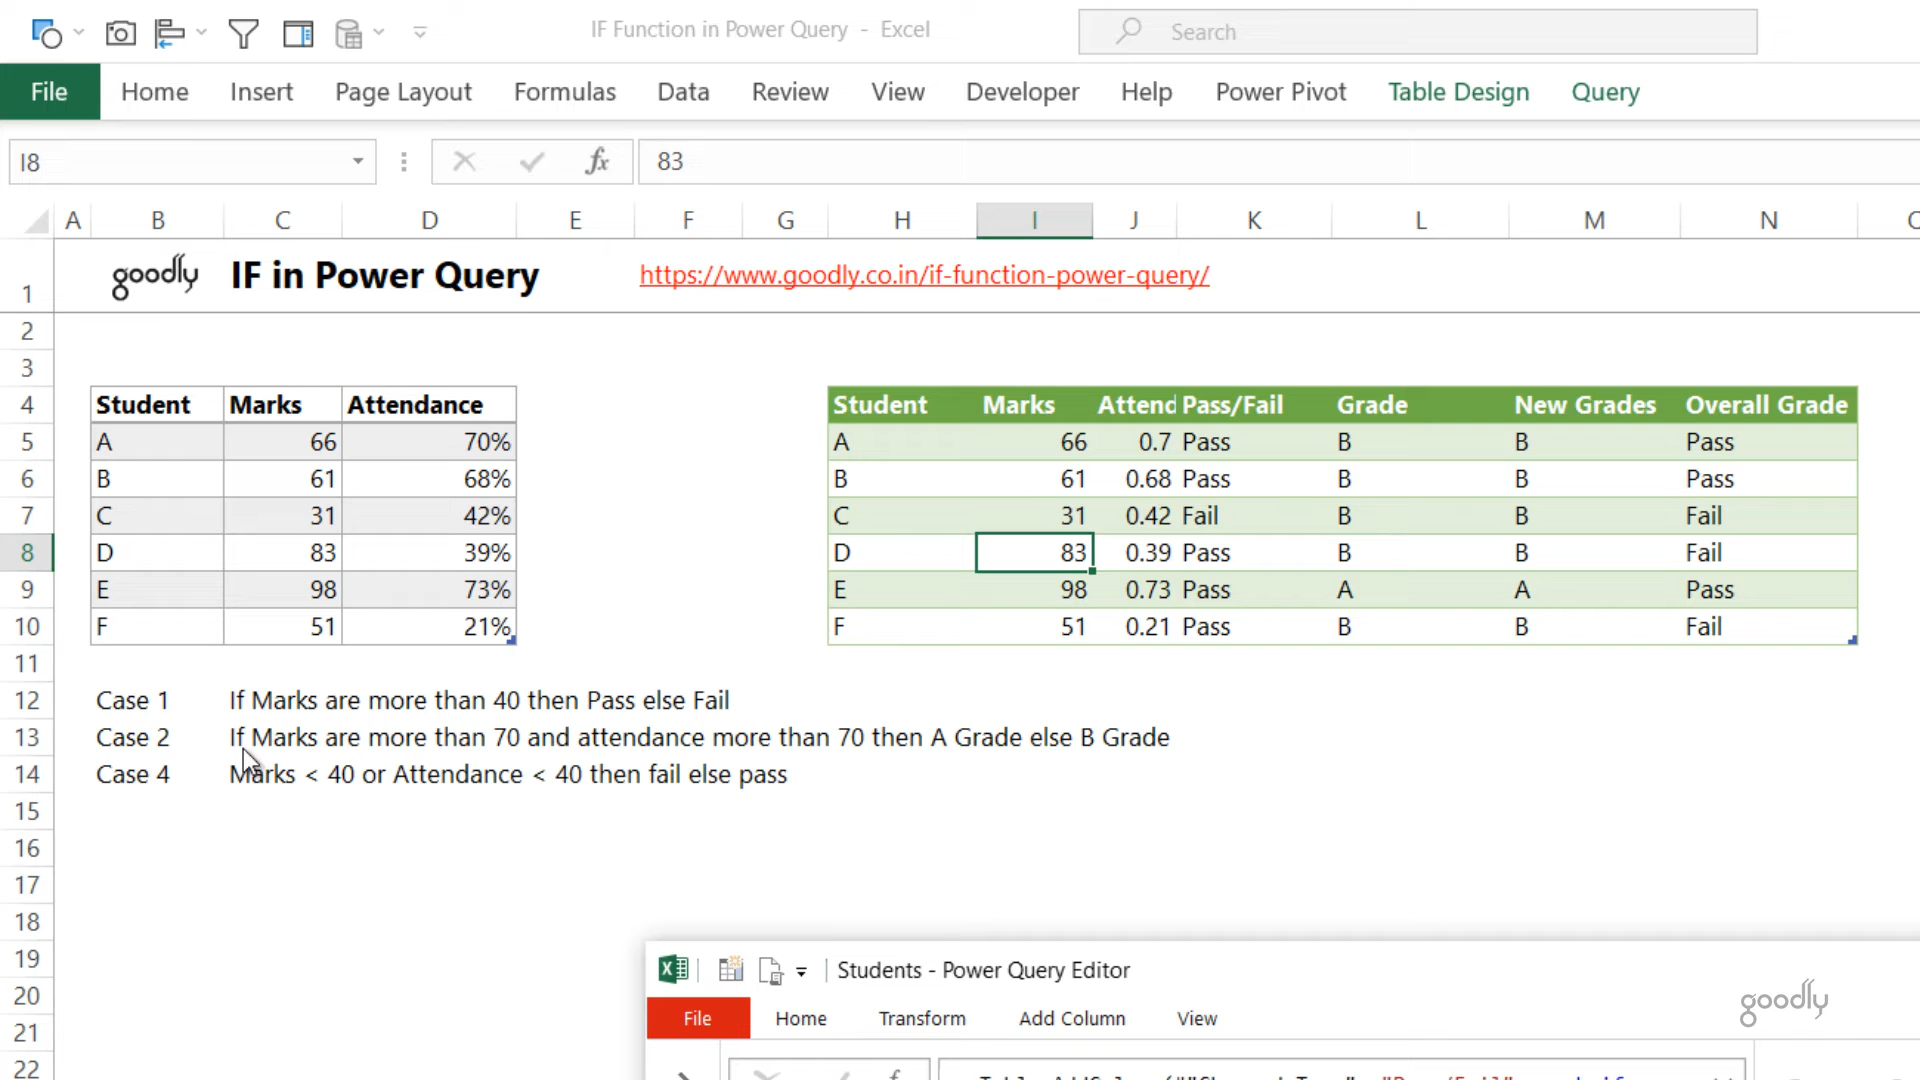 IF Function in Power Query - Excel
Search
File Home Insert Page Layout Formulas Data Review View Developer Help Power Pivot Table Design Query
I8 fx 83
A B C D E F G H I J K L M N
1 goodly IF in Power Query https://www.goodly.co.in/if-function-power-query/
2
3
4 Student Marks Attendance Student Marks Attend Pass/Fail Grade New Grades Overall Grade
5 A 66 70% A 66 0.7 Pass B B Pass
6 B 61 68% B 61 0.68 Pass B B Pass
7 C 31 42% C 31 0.42 Fail B B Fail
8 D 83 39% D 83 0.39 Pass B B Fail
9 E 98 73% E 98 0.73 Pass A A Pass
10 F 51 21% F 51 0.21 Pass B B Fail
11
12 Case 1 If Marks are more than 40 then Pass else Fail
13 Case 2 If Marks are more than 70 and attendance more than 70 then A Grade else B Grade
14 Case 4 Marks < 40 or Attendance < 40 then fail else pass
15
16
17
18
19
20
21
22
Students - Power Query Editor
goodly
File Home Transform Add Column View